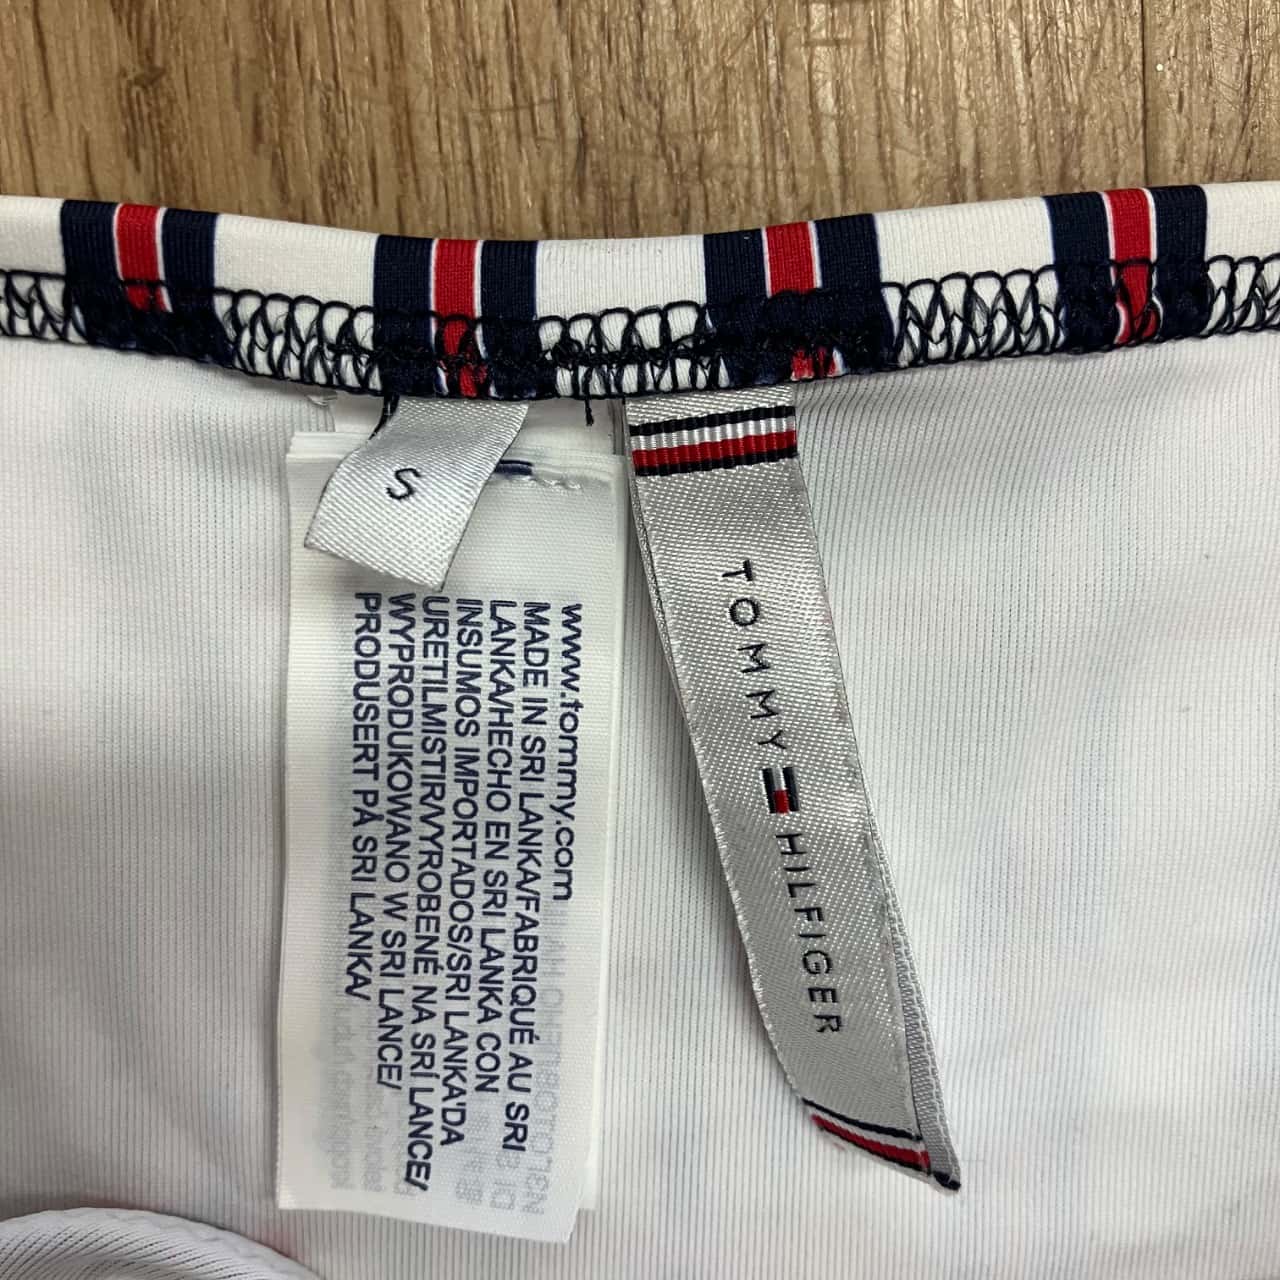 S
www.tommy.com
MADE IN SRI LANKA/FABRIQUÉ AU SRI
LANKA/HECHO EN SRI LANKA CON
INSUMOS IMPORTADOS/SRI LANKA'DA
URETILMISTIR/VYROBENÉ NA SRÍ LANCE/
WYPRODUKOWANO W SRI LANCE/
PRODUSERT PÅ SRI LANKA/
TOMMY HILFIGER